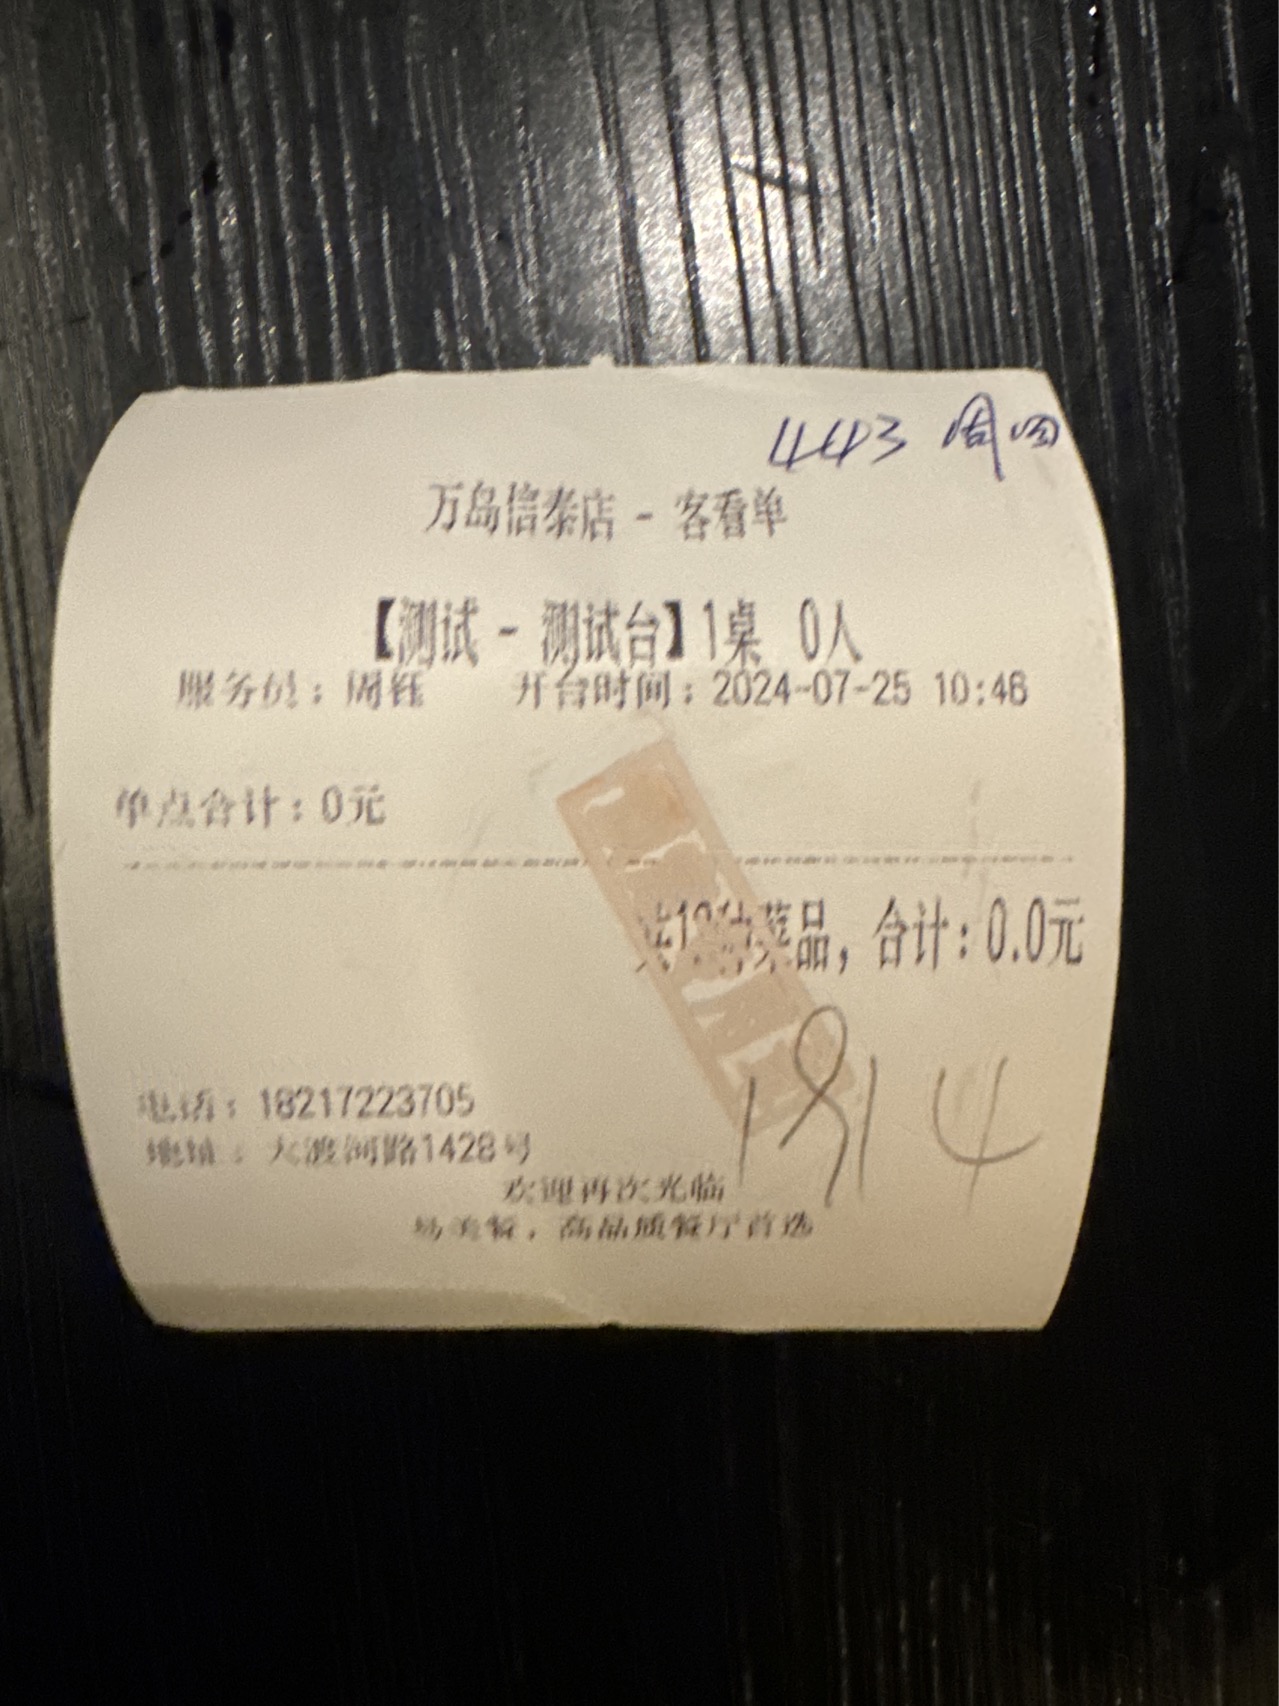 443 周四
万岛信泰店 - 客看单
【测试 - 测试台】1桌 0人
服务员：周钰 开台时间：2024-07-25 10:46
单点合计：0元
菜品，合计：0.0元
1814
电话：18217223705
地址：大渡河路1428号
欢迎再次光临
易美餐，高品质餐厅首选